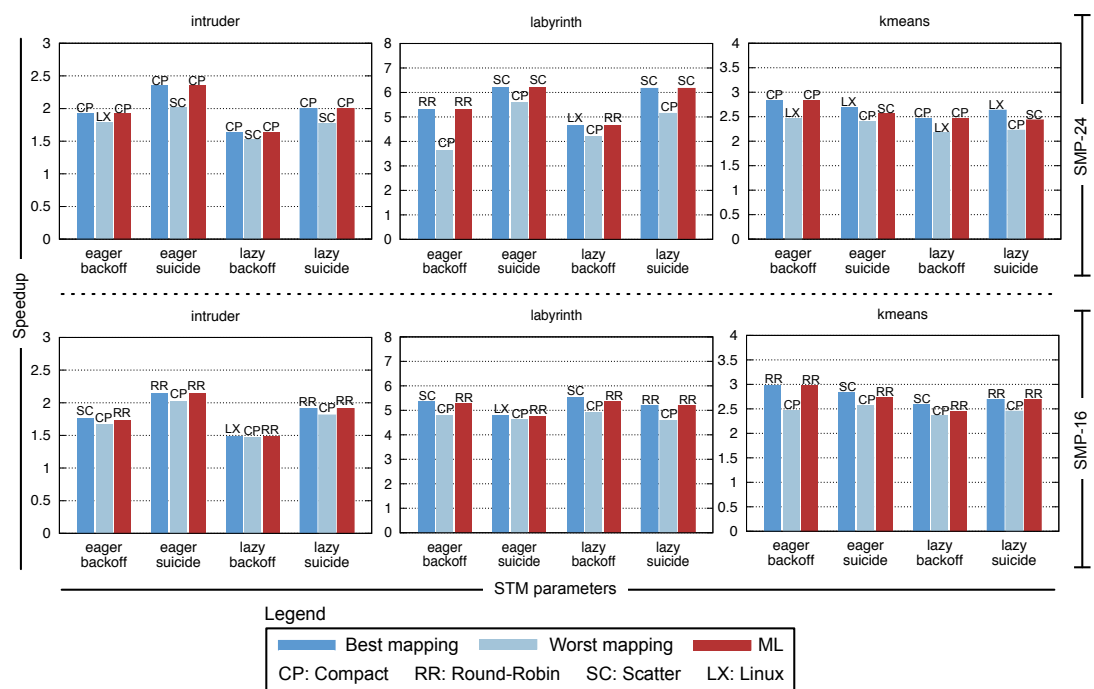 intruder
labyrinth
kmeans
3
2.5
2
1.5
1
0.5
0
CP LX CP CP SC CP CP SC CP CP SC CP
eager backoff
eager suicide
lazy backoff
lazy suicide
8
7
6
5
4
3
2
1
0
RR CP RR SC CP SC LX CP RR SC CP SC
eager backoff
eager suicide
lazy backoff
lazy suicide
4
3.5
3
2.5
2
1.5
1
0.5
0
CP LX CP LX CP SC CP LX CP LX CP SC
eager backoff
eager suicide
lazy backoff
lazy suicide
SMP-24
Speedup
intruder
labyrinth
kmeans
3
2.5
2
1.5
1
0.5
0
SC CP RR RR CP RR LX CP RR RR CP RR
eager backoff
eager suicide
lazy backoff
lazy suicide
8
7
6
5
4
3
2
1
0
SC CP RR LX CP RR SC CP RR RR CP RR
eager backoff
eager suicide
lazy backoff
lazy suicide
3.5
3
2.5
2
1.5
1
0.5
0
RR CP RR SC CP RR SC CP RR RR CP RR
eager backoff
eager suicide
lazy backoff
lazy suicide
SMP-16
STM parameters
Legend
Best mapping Worst mapping ML
CP: Compact RR: Round-Robin SC: Scatter LX: Linux